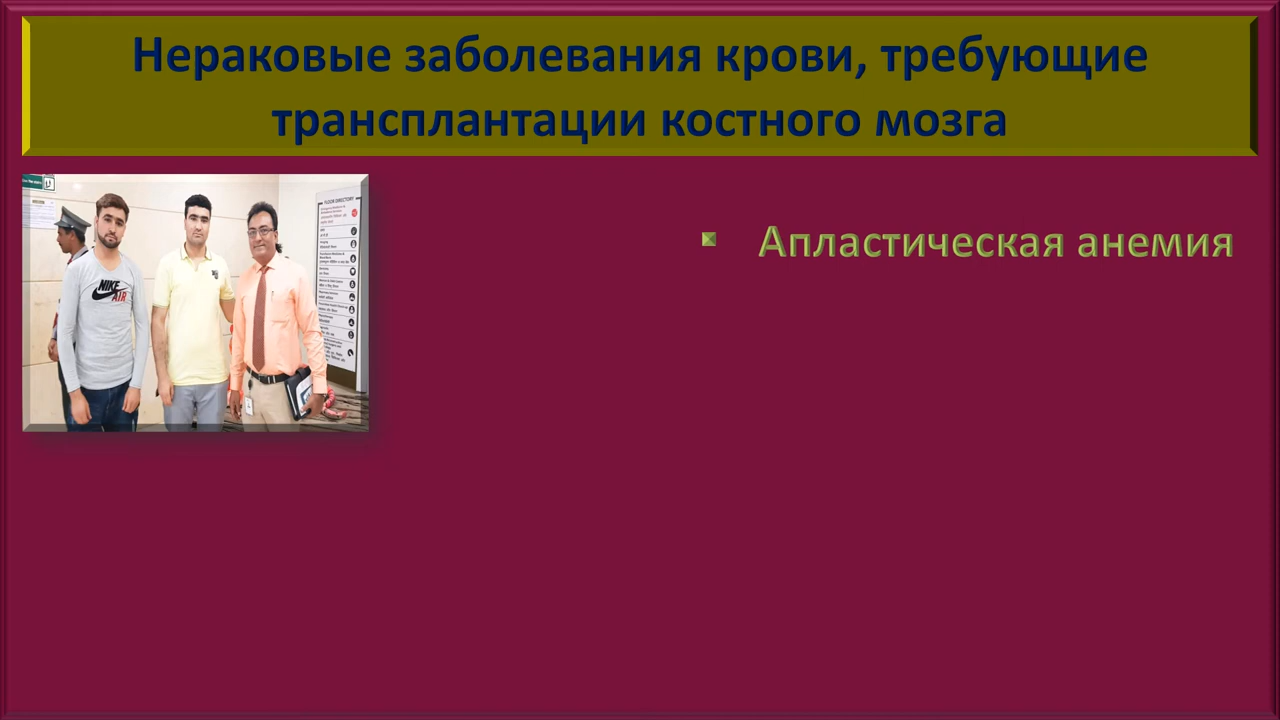 Нераковые заболевания крови, требующие
трансплантации костного мозга
Апластическая анемия
FLOOR DIRECTORY
NIKE
AIR